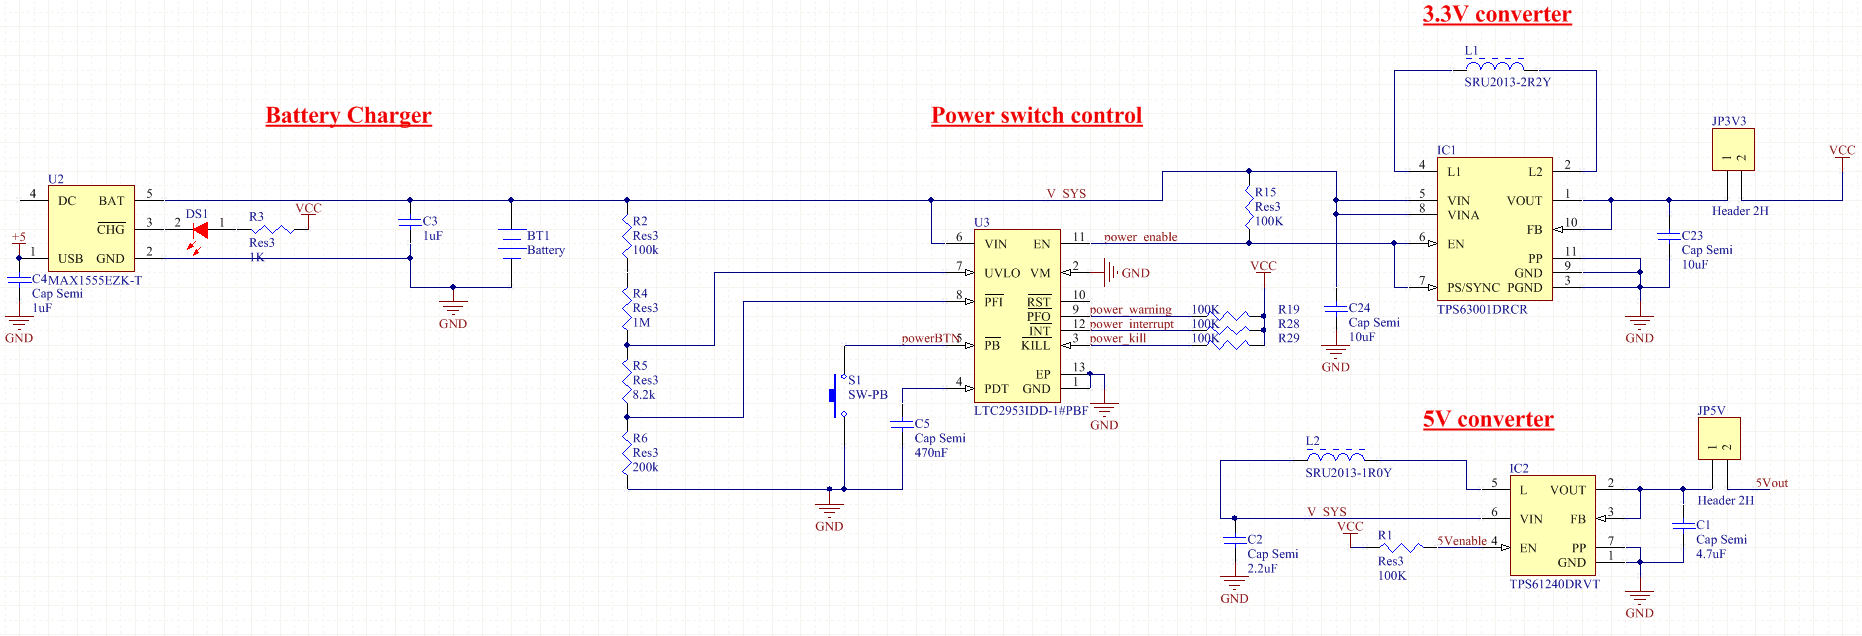 3.3V converter
L1
SRU2013-2R2Y
Battery Charger
Power switch control
JP3V3
1
2
Header 2H
VCC
IC1
4
L1
L2
2
5
VIN
VOUT
1
8
VINA
FB
10
6
EN
PP
11
GND
9
7
PS/SYNC
PGND
3
TPS63001DRCR
C23
Cap Semi
10uF
GND
U2
4
DC
BAT
5
CHG
3
1
USB
GND
2
MAX1555EZK-T
+5
C4
Cap Semi
1uF
GND
2
DS1
1
R3
Res3
1K
VCC
C3
1uF
BT1
Battery
GND
R2
Res3
100k
R4
Res3
1M
R5
Res3
8.2k
R6
Res3
200k
V_SYS
U3
6
VIN
EN
11
power_enable
7
UVLO
VM
2
GND
8
PFI
RST
10
PFO
9
power_warning
INT
12
power_interrupt
powerBTN
5
PB
KILL
3
power_kill
EP
13
4
PDT
GND
1
LTC2953IDD-1#PBF
GND
S1
SW-PB
C5
Cap Semi
470nF
GND
R15
Res3
100K
VCC
100K
R19
100K
R28
100K
R29
C24
Cap Semi
10uF
GND
5V converter
JP5V
1
2
Header 2H
5Vout
L2
SRU2013-1R0Y
IC2
5
L
VOUT
2
6
VIN
FB
3
4
EN
PP
7
GND
1
TPS61240DRVT
V_SYS
VCC
R1
Res3
100K
5Venable
C2
Cap Semi
2.2uF
GND
C1
Cap Semi
4.7uF
GND